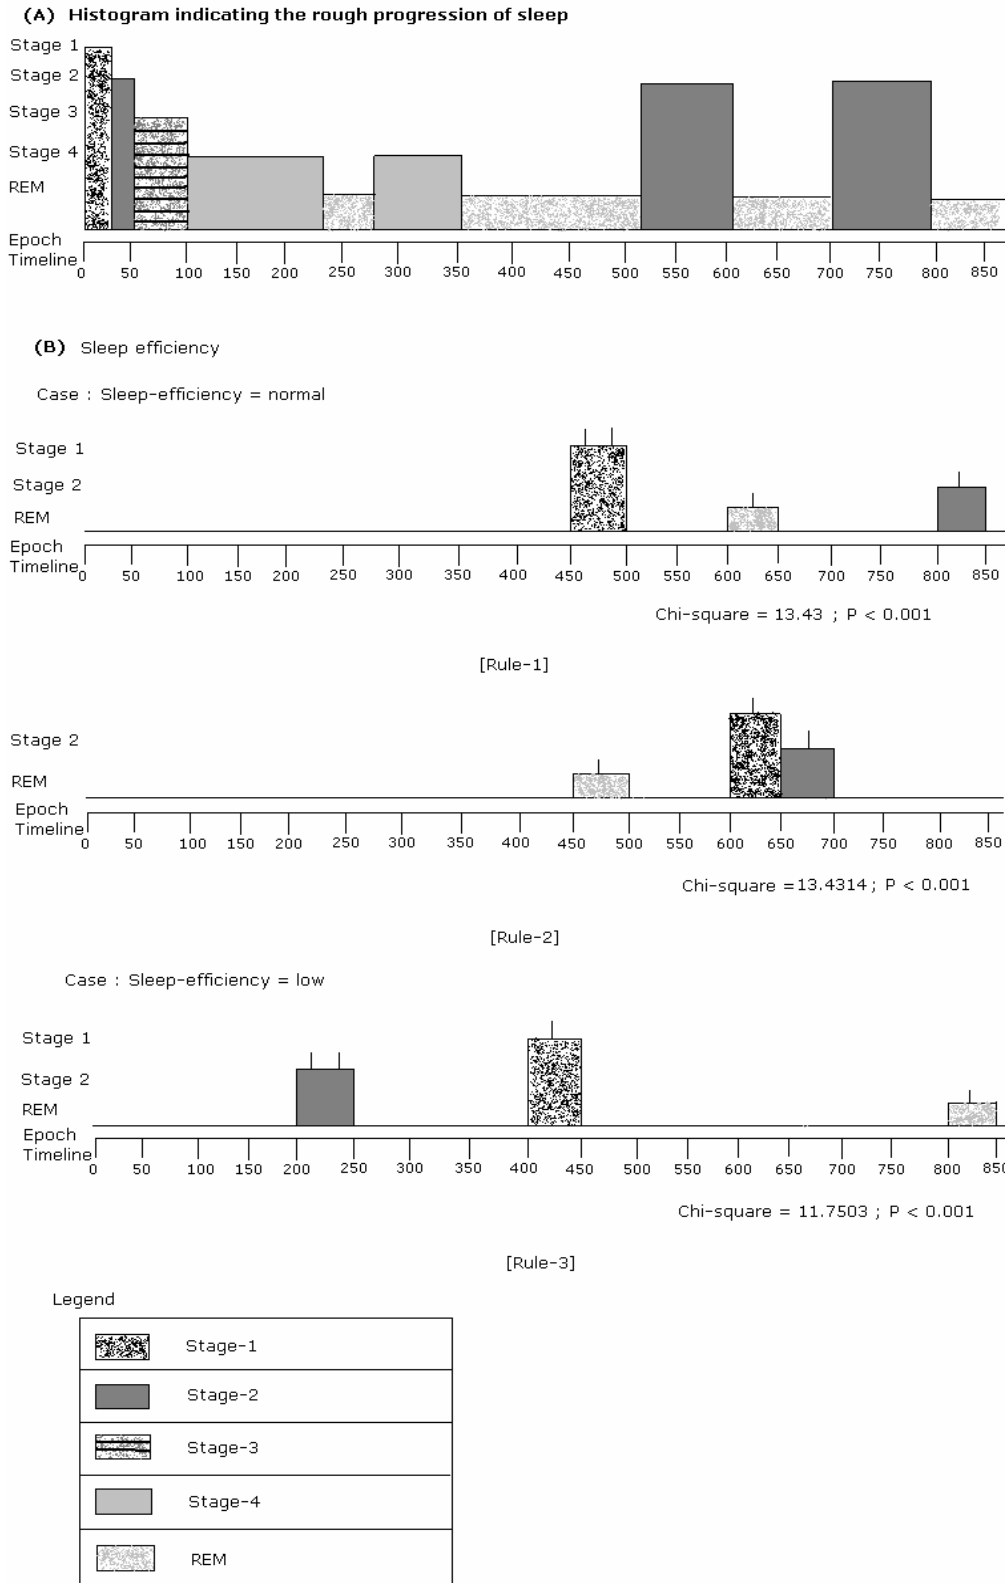 (A) Histogram indicating the rough progression of sleep
Stage 1
Stage 2
Stage 3
Stage 4
REM
Epoch
Timeline
0 50 100 150 200 250 300 350 400 450 500 550 600 650 700 750 800 850
(B) Sleep efficiency
Case : Sleep-efficiency = normal
Stage 1
Stage 2
REM
Epoch
Timeline
0 50 100 150 200 250 300 350 400 450 500 550 600 650 700 750 800 850
Chi-square = 13.43 ; P < 0.001
[Rule-1]
Stage 2
REM
Epoch
Timeline
0 50 100 150 200 250 300 350 400 450 500 550 600 650 700 750 800 850
Chi-square =13.4314 ; P < 0.001
[Rule-2]
Case : Sleep-efficiency = low
Stage 1
Stage 2
REM
Epoch
Timeline
0 50 100 150 200 250 300 350 400 450 500 550 600 650 700 750 800 850
Chi-square = 11.7503 ; P < 0.001
[Rule-3]
Legend
Stage-1
Stage-2
Stage-3
Stage-4
REM